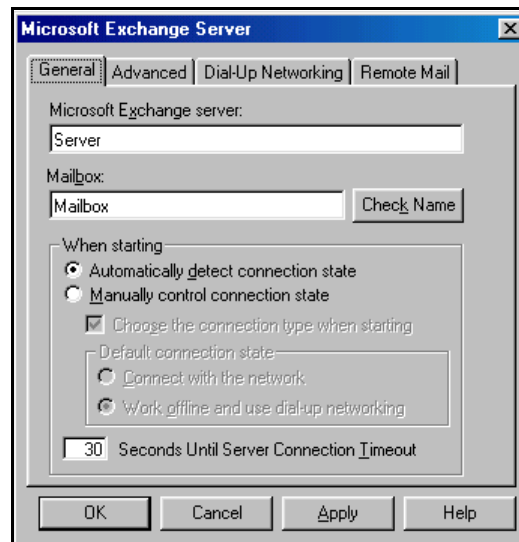 Microsoft Exchange Server
General Advanced Dial-Up Networking Remote Mail
Microsoft Exchange server:
Server
Mailbox:
Mailbox Check Name
When starting
Automatically detect connection state
Manually control connection state
Choose the connection type when starting
Default connection state
Connect with the network
Work offline and use dial-up networking
30 Seconds Until Server Connection Timeout
OK Cancel Apply Help